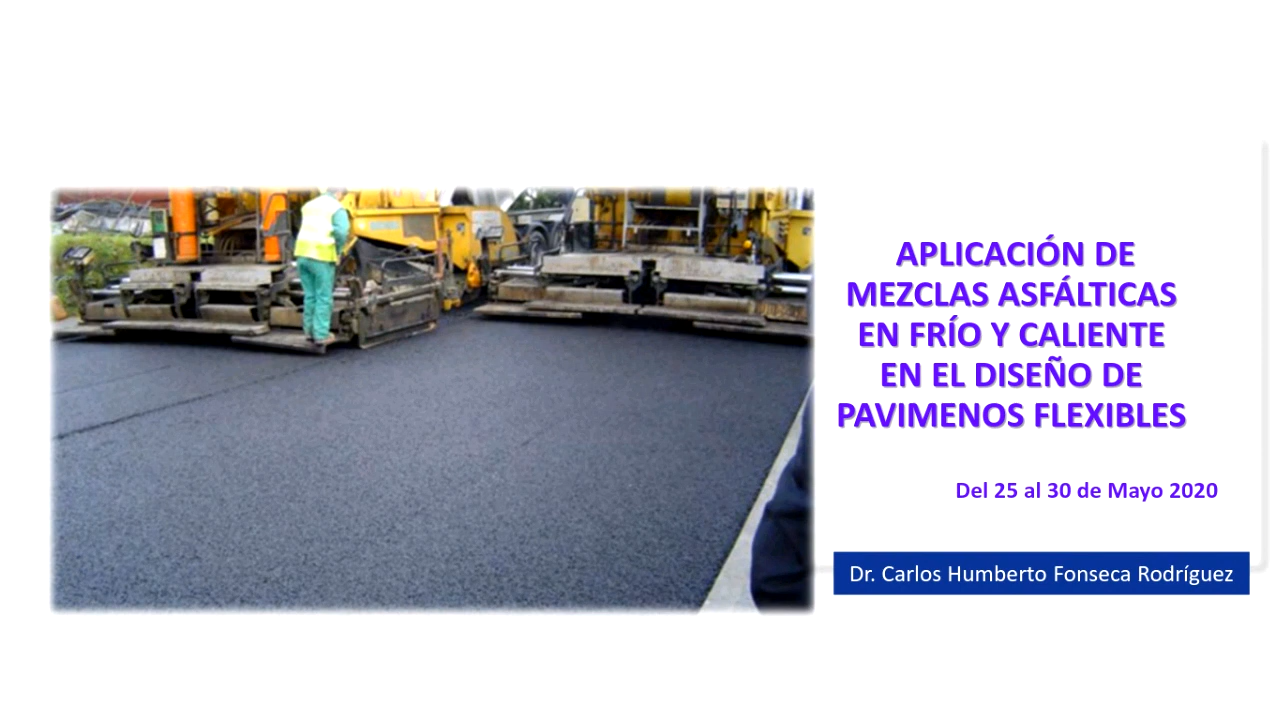 APLICACIÓN DE
MEZCLAS ASFÁLTICAS
EN FRÍO Y CALIENTE
EN EL DISEÑO DE
PAVIMENOS FLEXIBLES
Del 25 al 30 de Mayo 2020
Dr. Carlos Humberto Fonseca Rodríguez